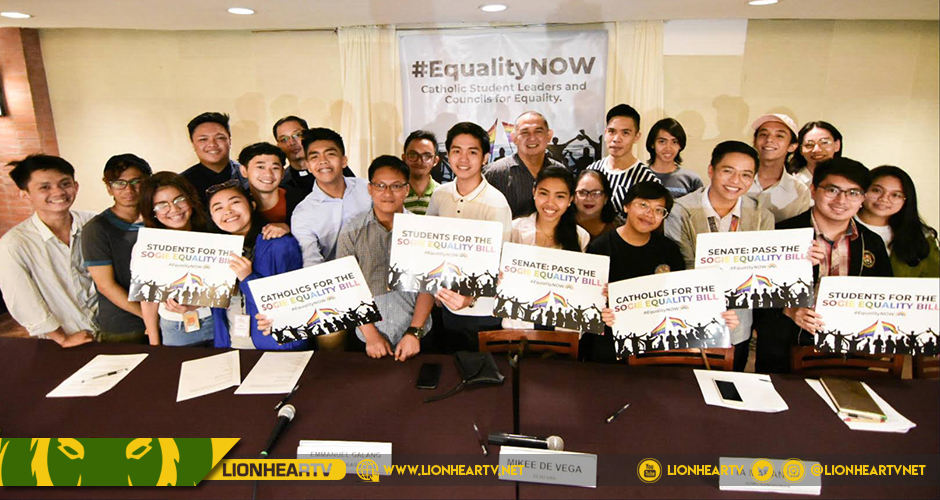 #EqualityNOW
Catholic Student Leaders and
Councils for Equality.
STUDENTS FOR THE
SOGIE EQUALITY BILL
#EqualityNOW
CATHOLICS FOR THE
SOGIE EQUALITY BILL
#EqualityNOW
STUDENTS FOR THE
SOGIE EQUALITY BILL
#EqualityNOW
SENATE: PASS THE
SOGIE EQUALITY BILL
#EqualityNOW
CATHOLICS FOR THE
SOGIE EQUALITY BILL
#EqualityNOW
SENATE: PASS THE
SOGIE EQUALITY BILL
#EqualityNOW
STUDENTS FOR THE
SOGIE EQUALITY BILL
#EqualityNOW
EMMANUEL GALANG
MIKEE DE VEGA
LIONHEARTV
WWW.LIONHEARTV.NET
LIONHEARTVNET
@LIONHEARTVNET